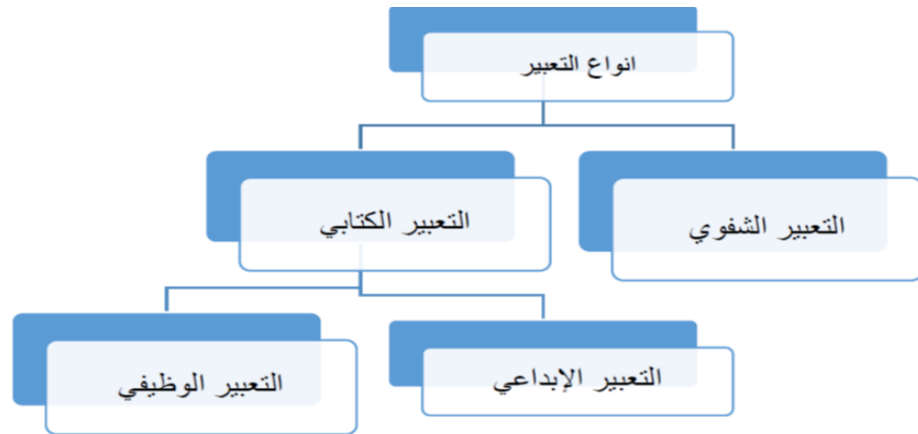 انواع التعبير
التعبير الشفوي
التعبير الكتابي
التعبير الإبداعي
التعبير الوظيفي